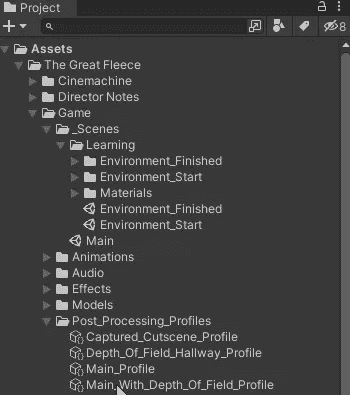 Project
8
Assets
The Great Fleece
Cinemachine
Director Notes
Game
_Scenes
Learning
Environment_Finished
Environment_Start
Materials
Environment_Finished
Environment_Start
Main
Animations
Audio
Effects
Models
Post_Processing_Profiles
Captured_Cutscene_Profile
Depth_Of_Field_Hallway_Profile
Main_Profile
Main_With_Depth_Of_Field_Profile